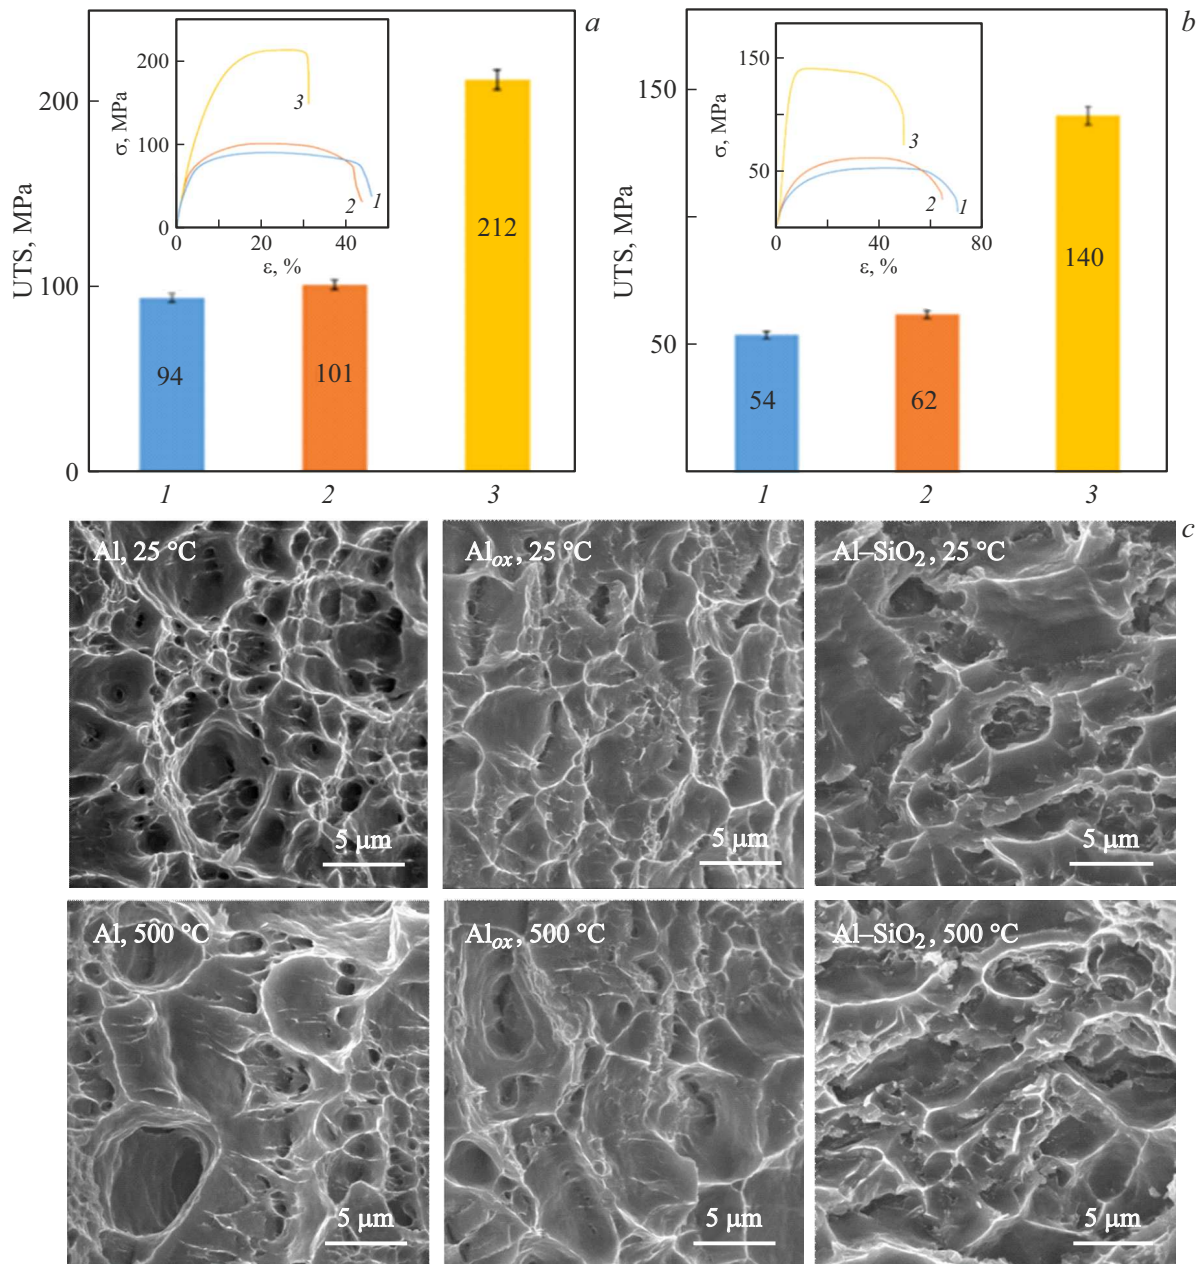 a
UTS, MPa
200
100
0
σ, MPa
200
100
0
0
20
40
ε, %
3
2
1
94
101
212
1
2
3
b
UTS, MPa
150
50
σ, MPa
150
100
50
0
40
80
ε, %
3
2
1
54
62
140
1
2
3
c
Al, 25 °C
5 μm
Alox, 25 °C
5 μm
Al–SiO2, 25 °C
5 μm
Al, 500 °C
5 μm
Alox, 500 °C
5 μm
Al–SiO2, 500 °C
5 μm